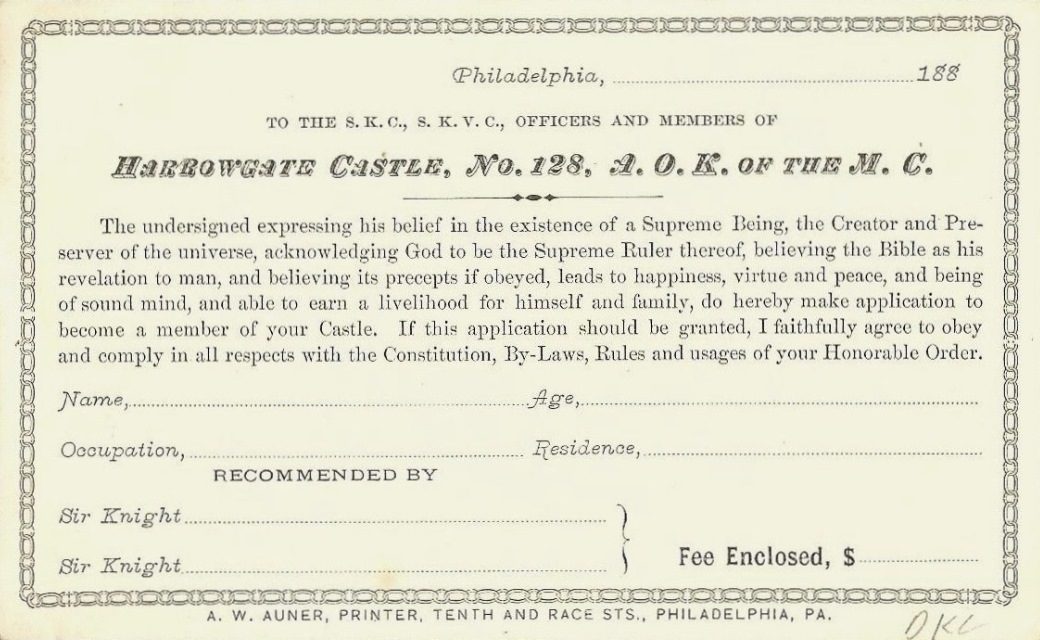 Philadelphia, 188
TO THE S. K. C., S. K. V. C., OFFICERS AND MEMBERS OF
HARROWGATE CASTLE, No. 128, A. O. K. OF THE M. C.
The undersigned expressing his belief in the existence of a Supreme Being, the Creator and Pre-
server of the universe, acknowledging God to be the Supreme Ruler thereof, believing the Bible as his
revelation to man, and believing its precepts if obeyed, leads to happiness, virtue and peace, and being
of sound mind, and able to earn a livelihood for himself and family, do hereby make application to
become a member of your Castle. If this application should be granted, I faithfully agree to obey
and comply in all respects with the Constitution, By-Laws, Rules and usages of your Honorable Order.
Name, Age,
Occupation, Residence,
RECOMMENDED BY
Sir Knight
Sir Knight
Fee Enclosed, $
A. W. AUNER, PRINTER, TENTH AND RACE STS., PHILADELPHIA, PA.